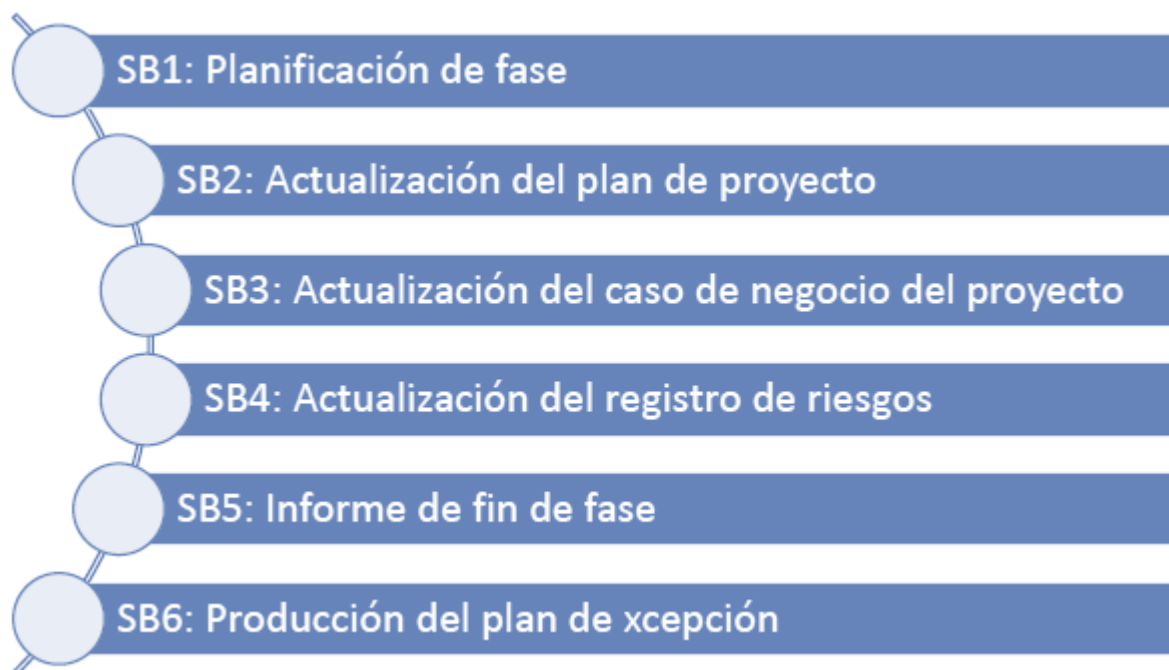 SB1: Planificación de fase
SB2: Actualización del plan de proyecto
SB3: Actualización del caso de negocio del proyecto
SB4: Actualización del registro de riesgos
SB5: Informe de fin de fase
SB6: Producción del plan de xcepción